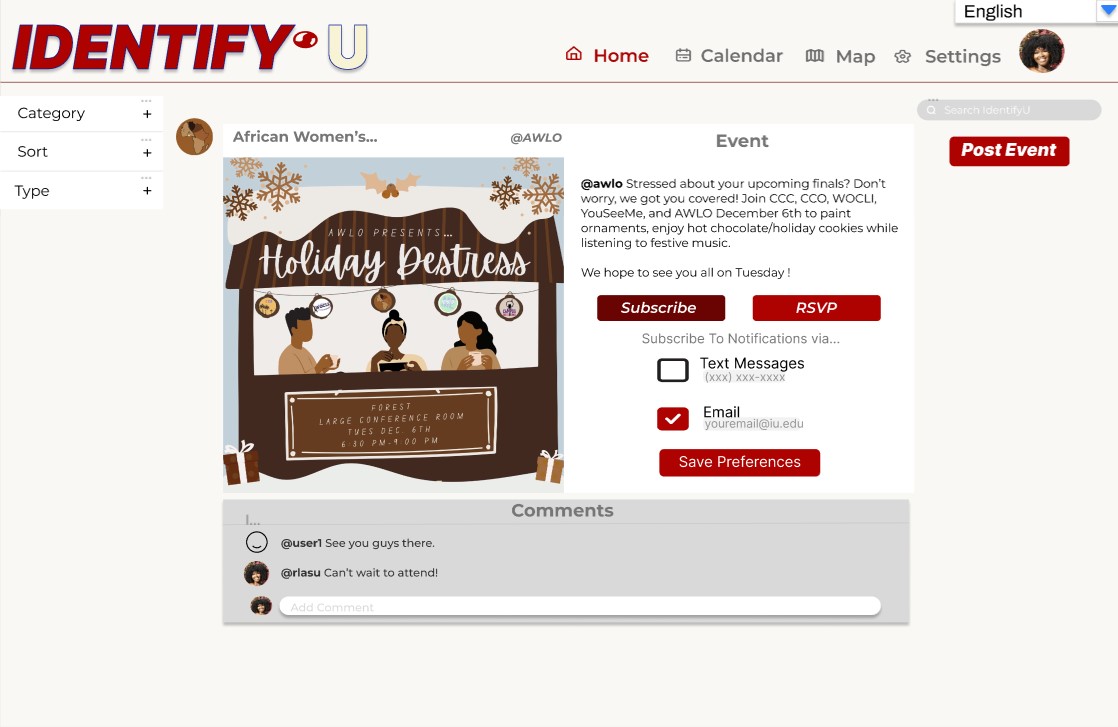 English
IDENTIFY U
Home
Calendar
Map
Settings
Category
+
Sort
+
Type
+
Search IdentifyU
Post Event
African Women's...
@AWLO
AWLO PRESENTS...
Holiday Destress
FOREST
LARGE CONFERENCE ROOM
TUES DEC. 6TH
6:30 PM-9:00 PM
Event
@awlo Stressed about your upcoming finals? Don't
worry, we got you covered! Join CCC, CCO, WOCLI,
YouSeeMe, and AWLO December 6th to paint
ornaments, enjoy hot chocolate/holiday cookies while
listening to festive music.
We hope to see you all on Tuesday !
Subscribe
RSVP
Subscribe To Notifications via...
Text Messages
(xxx) xxx-xxxx
Email
youremail@iu.edu
Save Preferences
Comments
@user1 See you guys there.
@rlasu Can't wait to attend!
Add Comment